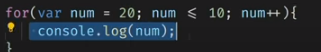 for(var num = 20; num <= 10; num++){
console.log(num);
}